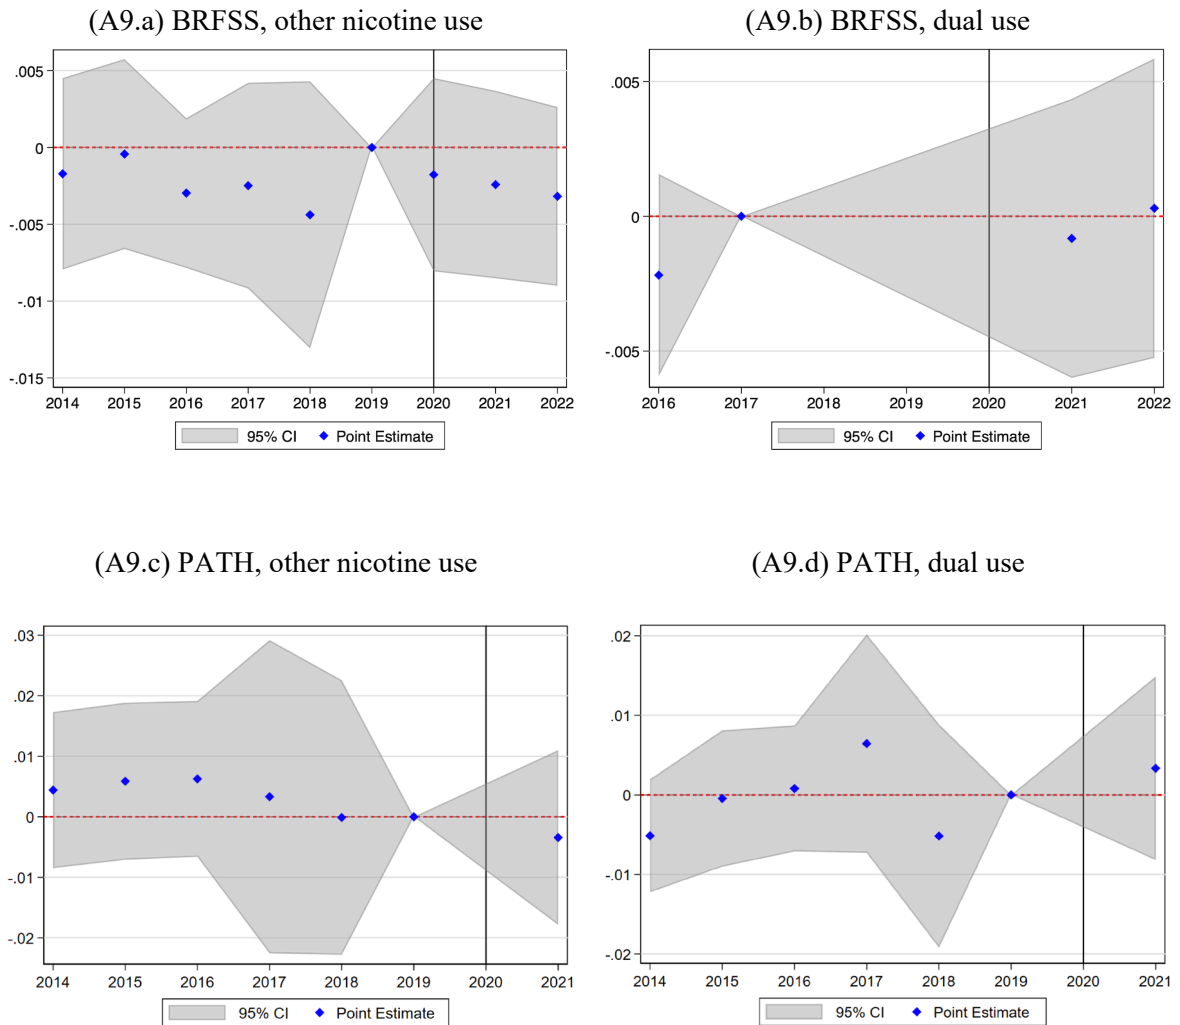 (A9.a) BRFSS, other nicotine use
.005
0
-.005
-.01
-.015
2014 2015 2016 2017 2018 2019 2020 2021 2022
95% CI Point Estimate
(A9.b) BRFSS, dual use
.005
0
-.005
2016 2017 2018 2019 2020 2021 2022
95% CI Point Estimate
(A9.c) PATH, other nicotine use
.03
.02
.01
0
-.01
-.02
2014 2015 2016 2017 2018 2019 2020 2021
95% CI Point Estimate
(A9.d) PATH, dual use
.02
.01
0
-.01
-.02
2014 2015 2016 2017 2018 2019 2020 2021
95% CI Point Estimate